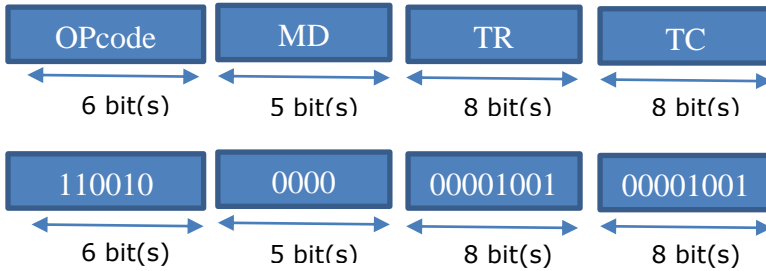 OPcode MD TR TC
6 bit(s) 5 bit(s) 8 bit(s) 8 bit(s)
110010 0000 00001001 00001001
6 bit(s) 5 bit(s) 8 bit(s) 8 bit(s)